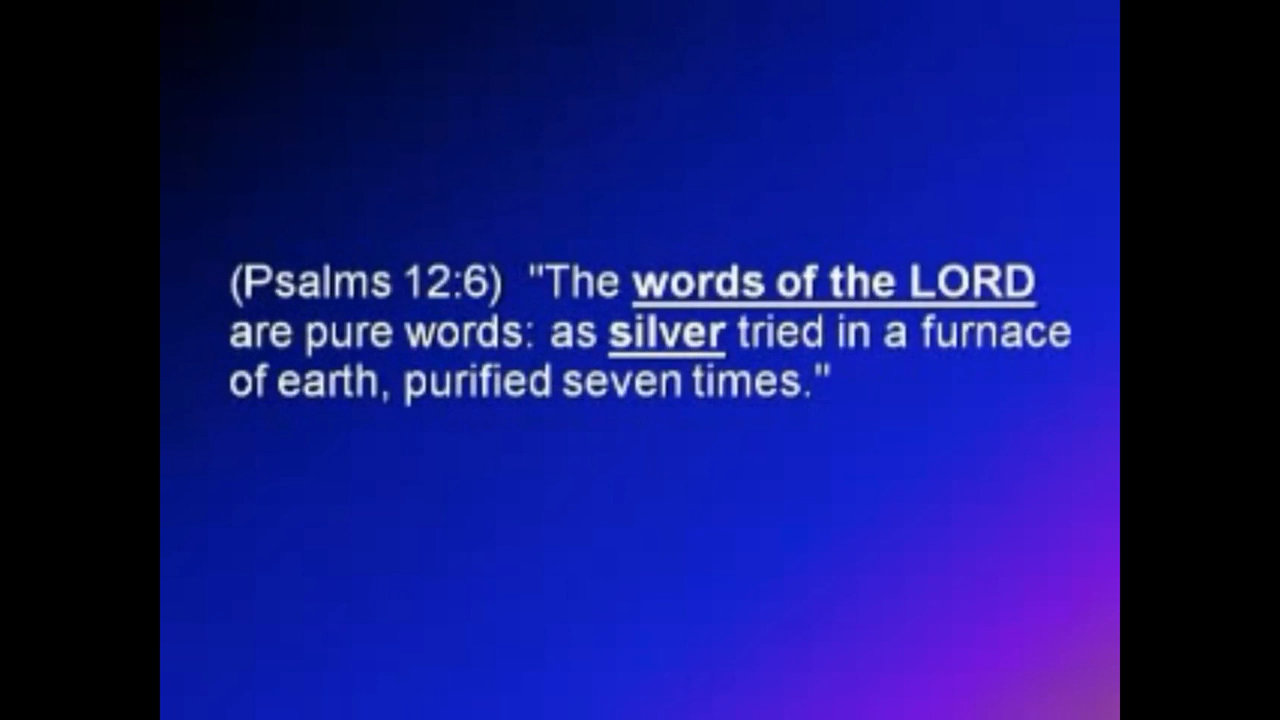 (Psalms 12:6)  "The words of the LORD
are pure words: as silver tried in a furnace
of earth, purified seven times."